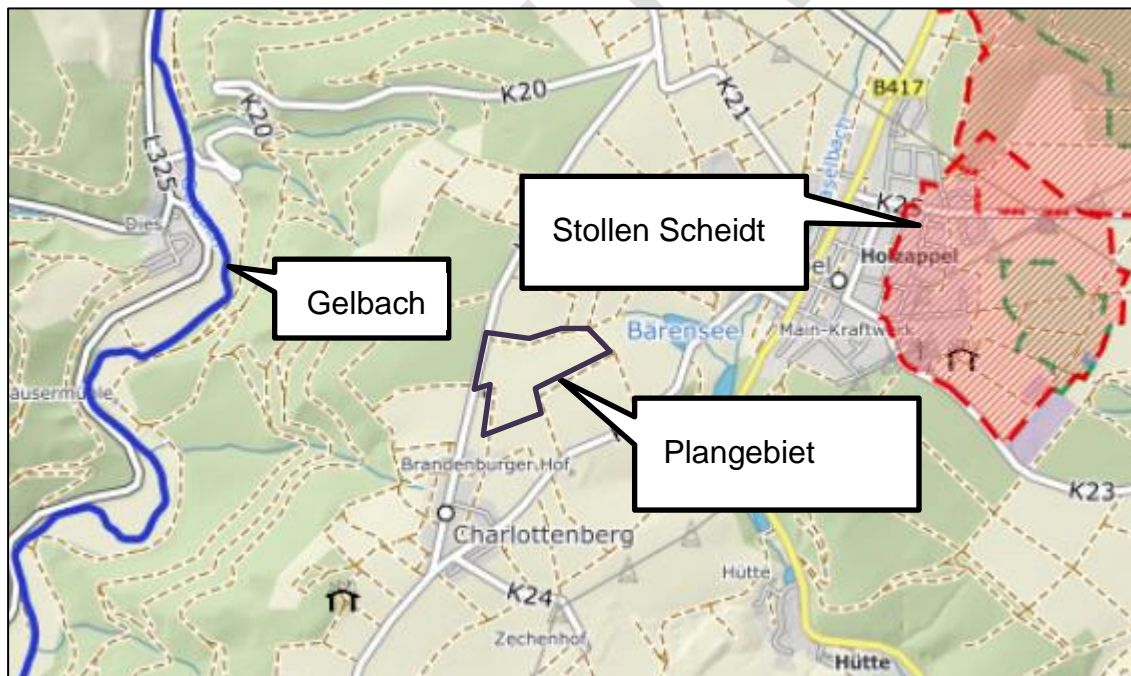 K20
K20
K21
B417
L325
Dies
Stollen Scheidt
Holzappel
Gelbach
Bärensee
Main-Kraftwerk
Plangebiet
Brandenburger Hof
Charlottenberg
K23
K24
Hütte
Zechenhof
Hütte